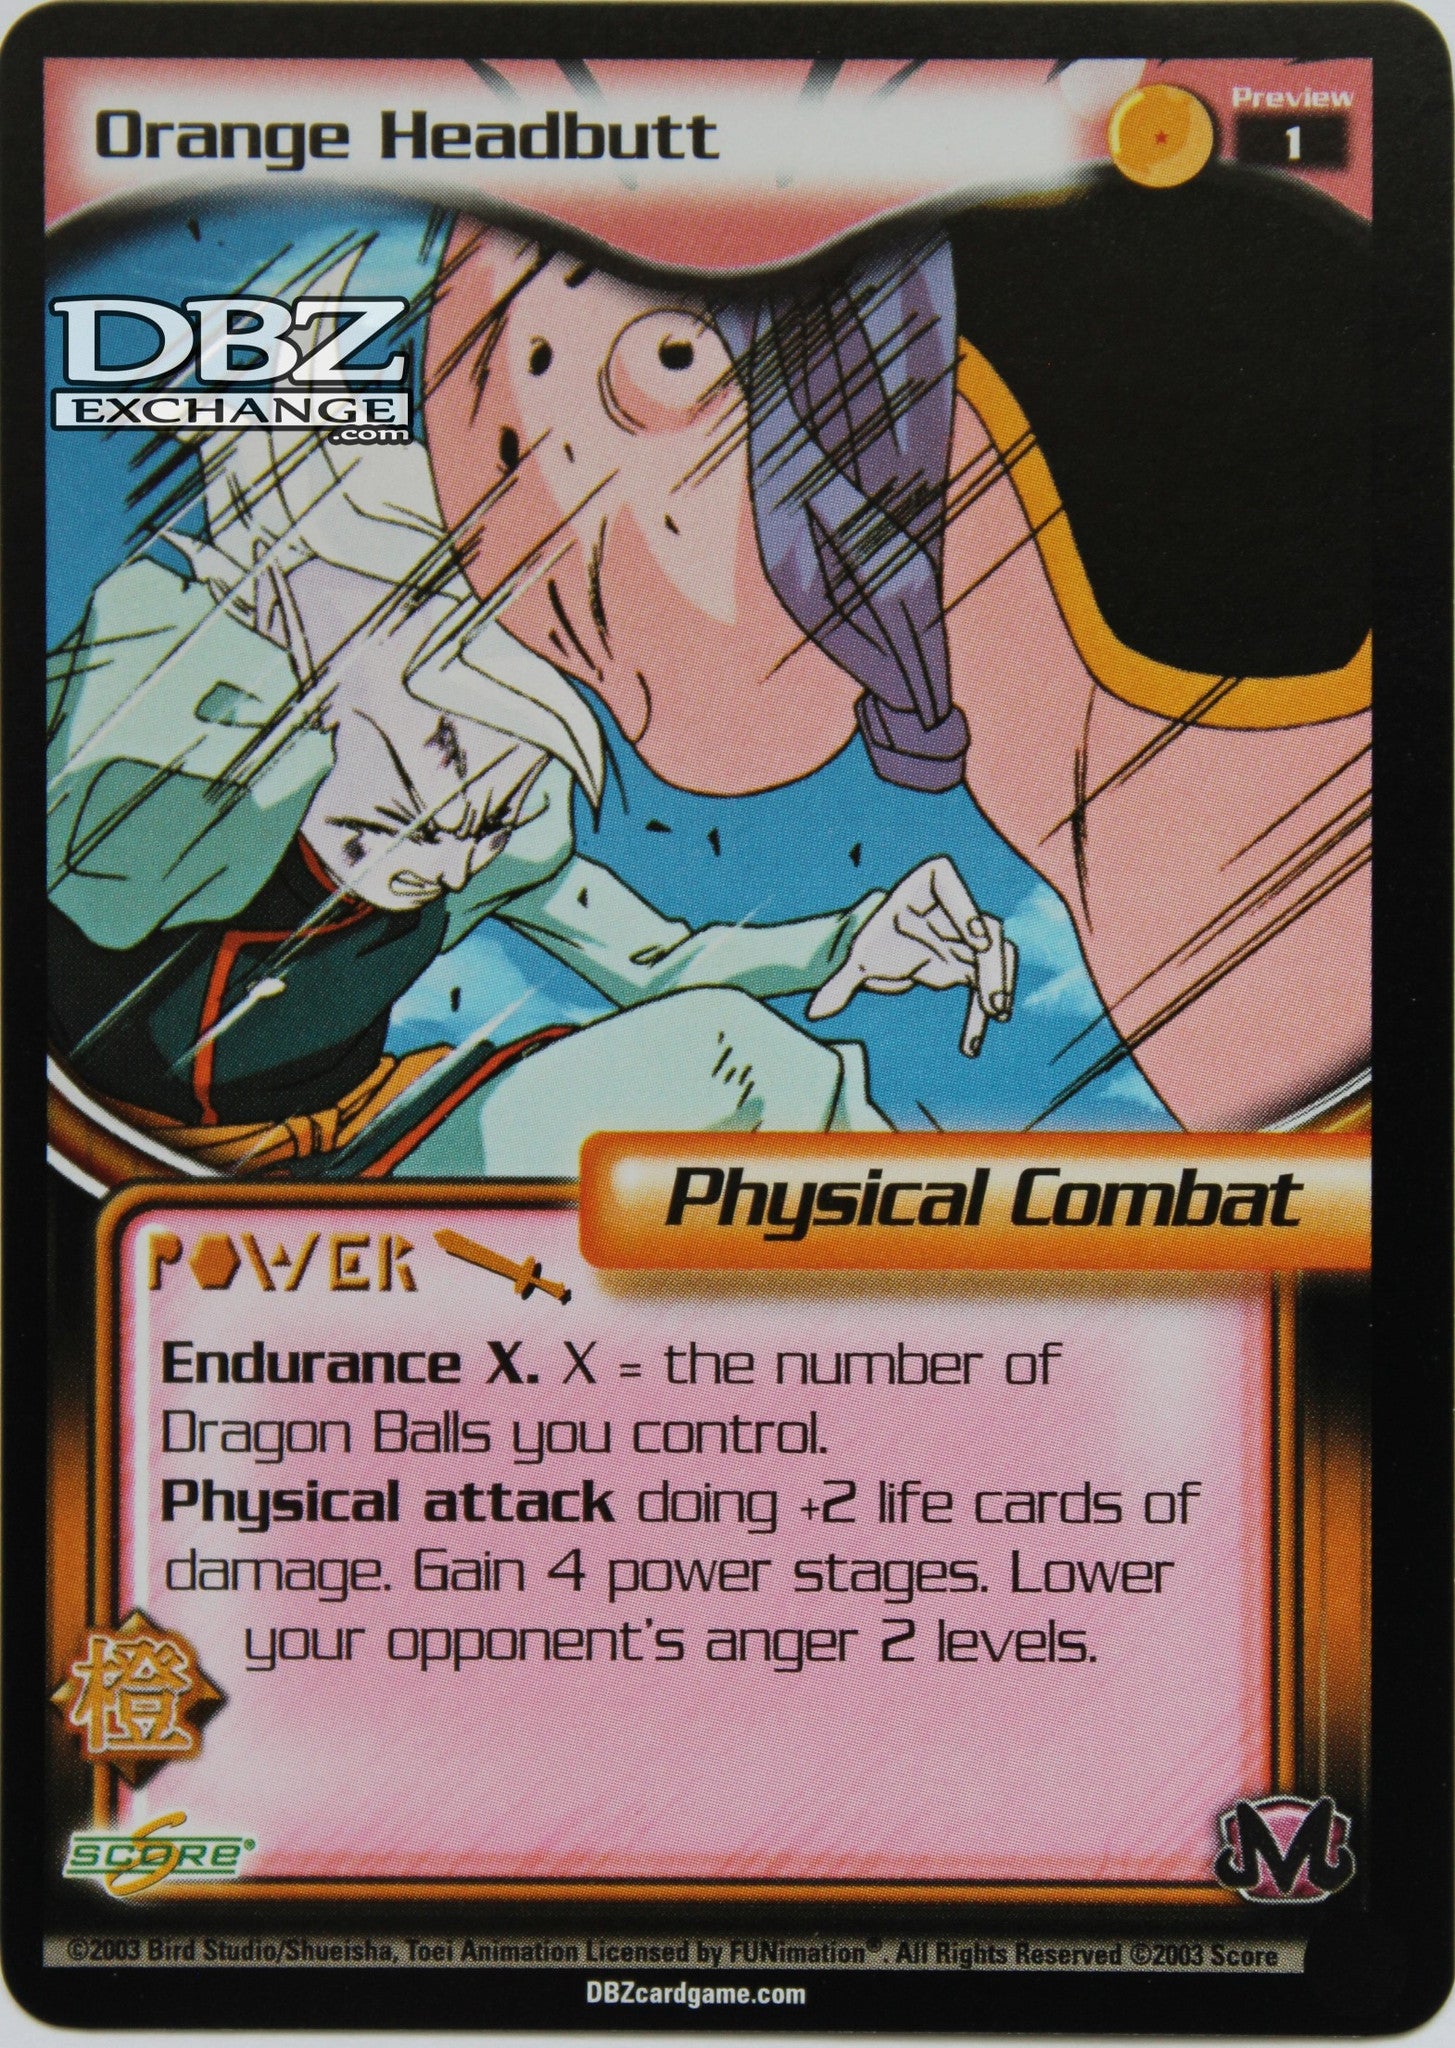 Orange Headbutt
Preview
1
DBZ
EXCHANGE
.com
Physical Combat
POWER
Endurance X. X = the number of
Dragon Balls you control.
Physical attack doing +2 life cards of
damage. Gain 4 power stages. Lower
your opponent's anger 2 levels.
橙
SCORE®
M
©2003 Bird Studio/Shueisha, Toei Animation Licensed by FUNimation®. All Rights Reserved ©2003 Score
DBZcardgame.com